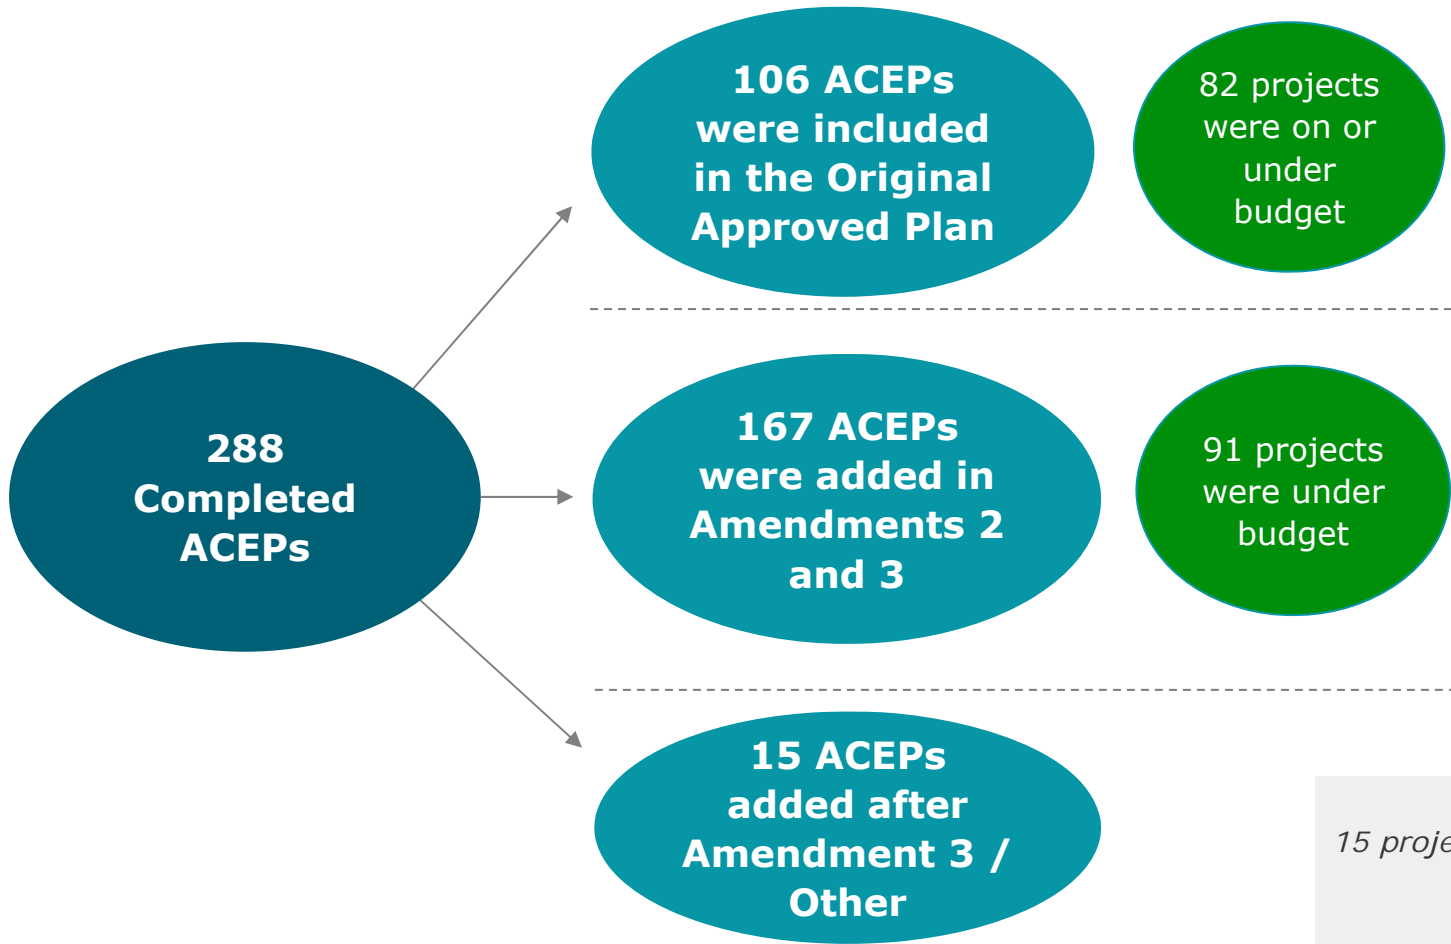 106 ACEPs
were included
in the Original
Approved Plan
82 projects
were on or
under
budget
288
Completed
ACEPs
167 ACEPs
were added in
Amendments 2
and 3
91 projects
were under
budget
15 ACEPs
added after
Amendment 3 /
Other
15